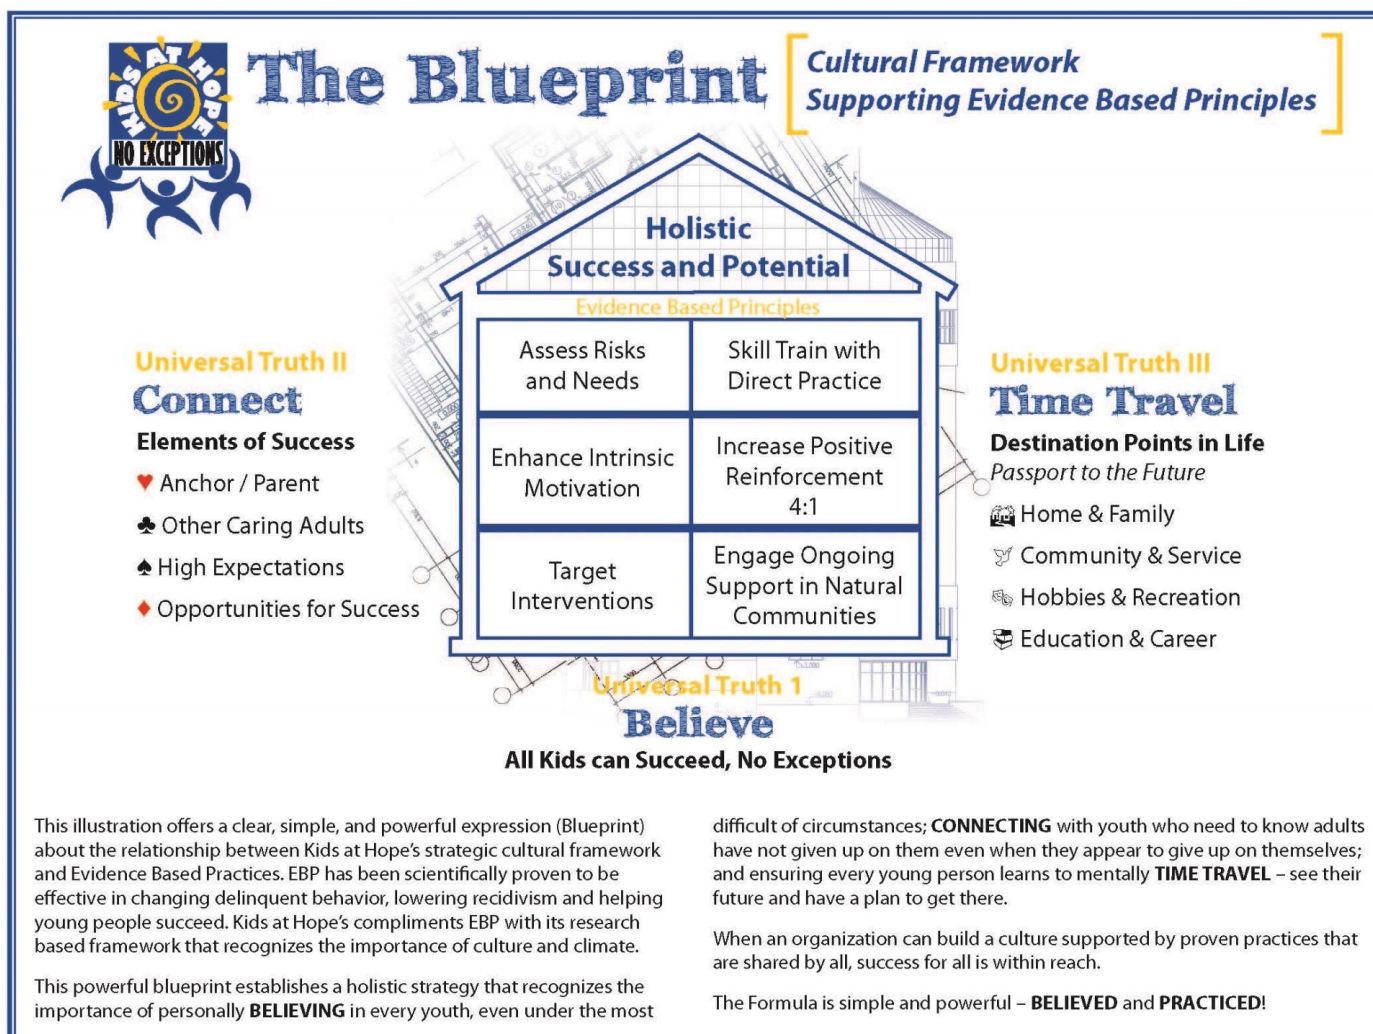 KIDS AT HOPE
NO EXCEPTIONS
The Blueprint
Cultural Framework
Supporting Evidence Based Principles
Holistic
Success and Potential
Evidence Based Principles
Assess Risks
and Needs
Skill Train with
Direct Practice
Enhance Intrinsic
Motivation
Increase Positive
Reinforcement
4:1
Target
Interventions
Engage Ongoing
Support in Natural
Communities
Universal Truth II
Connect
Elements of Success
♥ Anchor / Parent
♣ Other Caring Adults
♠ High Expectations
♦ Opportunities for Success
Universal Truth III
Time Travel
Destination Points in Life
Passport to the Future
Home & Family
Community & Service
Hobbies & Recreation
Education & Career
Universal Truth 1
Believe
All Kids can Succeed, No Exceptions
This illustration offers a clear, simple, and powerful expression (Blueprint)
about the relationship between Kids at Hope's strategic cultural framework
and Evidence Based Practices. EBP has been scientifically proven to be
effective in changing delinquent behavior, lowering recidivism and helping
young people succeed. Kids at Hope's compliments EBP with its research
based framework that recognizes the importance of culture and climate.
This powerful blueprint establishes a holistic strategy that recognizes the
importance of personally BELIEVING in every youth, even under the most
difficult of circumstances; CONNECTING with youth who need to know adults
have not given up on them even when they appear to give up on themselves;
and ensuring every young person learns to mentally TIME TRAVEL – see their
future and have a plan to get there.
When an organization can build a culture supported by proven practices that
are shared by all, success for all is within reach.
The Formula is simple and powerful – BELIEVED and PRACTICED!